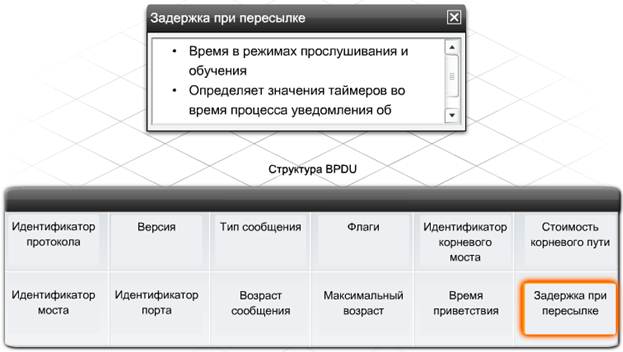 Задержка при пересылке
• Время в режимах прослушивания и
обучения
• Определяет значения таймеров во
время процесса уведомления об
Структура BPDU
Идентификатор
протокола
Версия
Тип сообщения
Флаги
Идентификатор
корневого
моста
Стоимость
корневого пути
Идентификатор
моста
Идентификатор
порта
Возраст
сообщения
Максимальный
возраст
Время
приветствия
Задержка при
пересылке